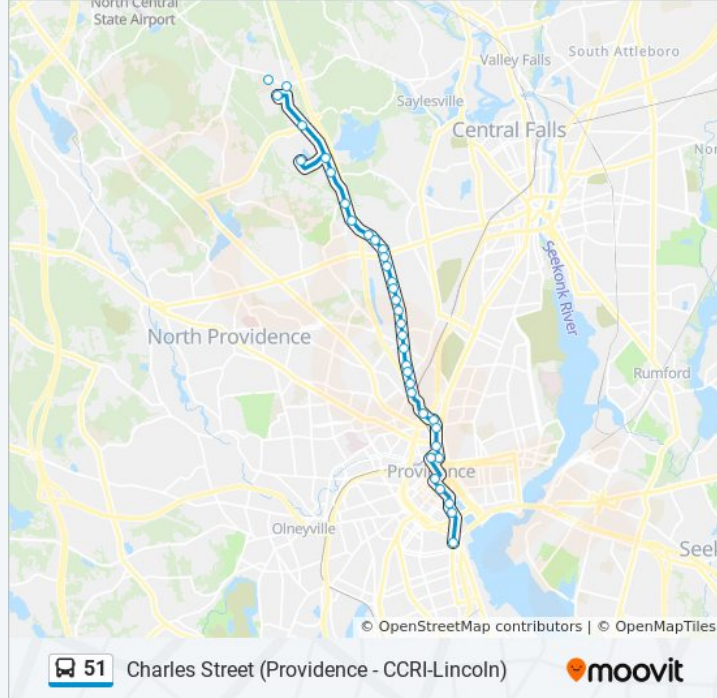 North Central
State Airport
South Attleboro
Valley Falls
Saylesville
Central Falls
Seekonk River
North Providence
Rumford
Providence
Olneyville
© OpenStreetMap contributors | © OpenMapTiles
51
Charles Street (Providence - CCRI-Lincoln)
moovit